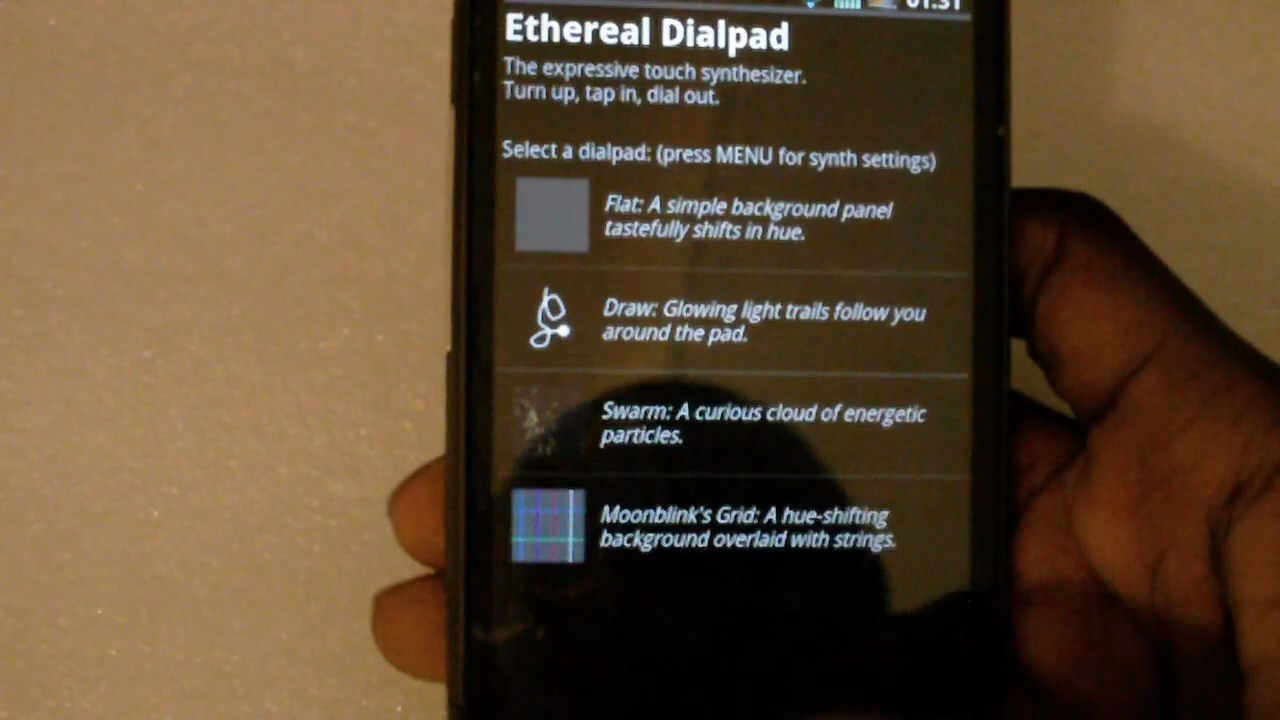 01:31
Ethereal Dialpad
The expressive touch synthesizer.
Turn up, tap in, dial out.
Select a dialpad: (press MENU for synth settings)
Flat: A simple background panel
tastefully shifts in hue.
Draw: Glowing light trails follow you
around the pad.
Swarm: A curious cloud of energetic
particles.
Moonblink's Grid: A hue-shifting
background overlaid with strings.